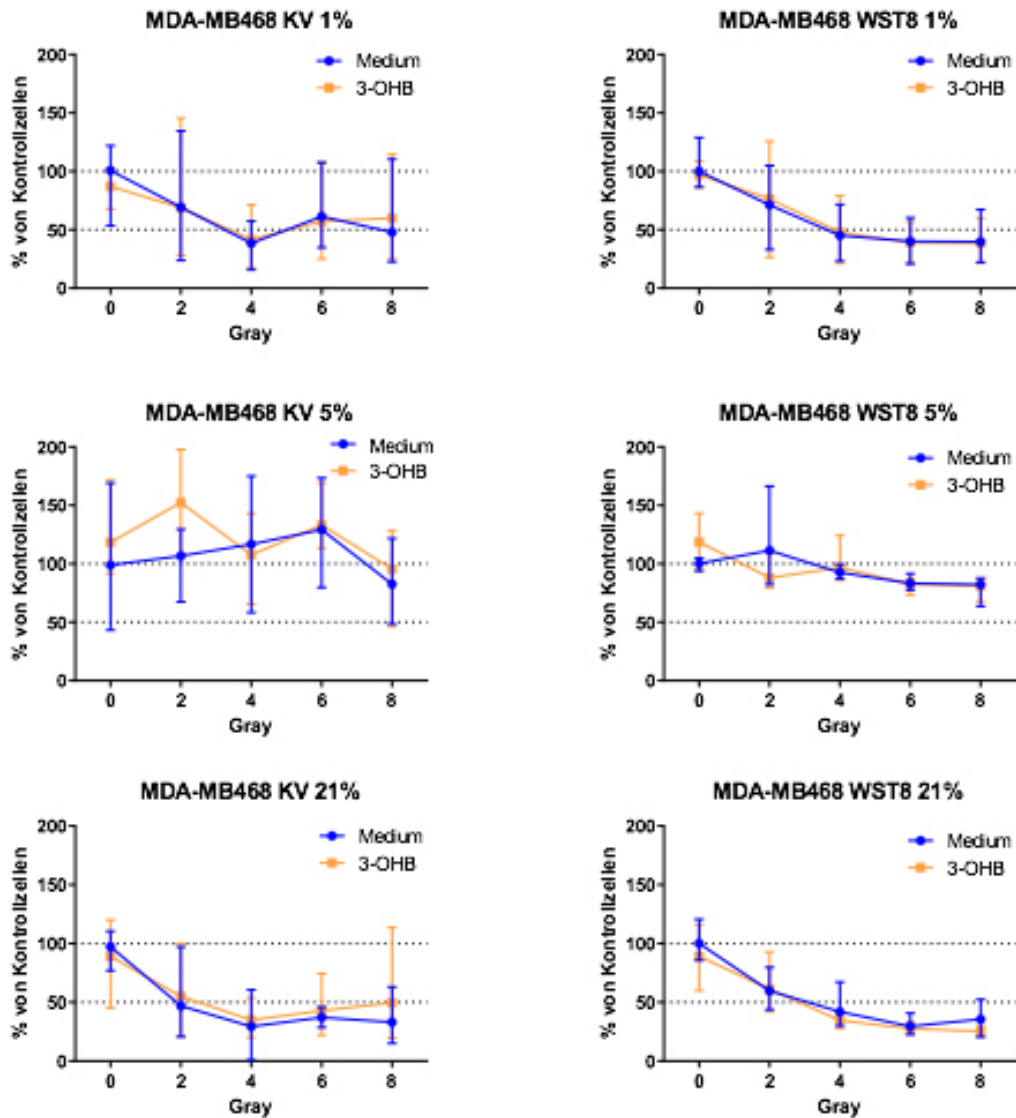 MDA-MB468 KV 1%
% von Kontrollzellen
200
150
100
50
0
Medium
3-OHB
0 2 4 6 8
Gray
MDA-MB468 WST8 1%
% von Kontrollzellen
200
150
100
50
0
Medium
3-OHB
0 2 4 6 8
Gray
MDA-MB468 KV 5%
% von Kontrollzellen
200
150
100
50
0
Medium
3-OHB
0 2 4 6 8
Gray
MDA-MB468 WST8 5%
% von Kontrollzellen
200
150
100
50
0
Medium
3-OHB
0 2 4 6 8
Gray
MDA-MB468 KV 21%
% von Kontrollzellen
200
150
100
50
0
Medium
3-OHB
0 2 4 6 8
Gray
MDA-MB468 WST8 21%
% von Kontrollzellen
200
150
100
50
0
Medium
3-OHB
0 2 4 6 8
Gray